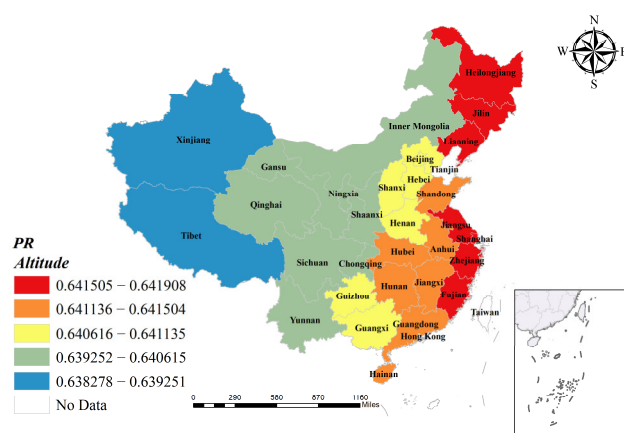 N
W E
S
Heilongjiang
Jilin
Liaoning
Inner Mongolia
Xinjiang
Beijing
Tianjin
Gansu
Hebei
Ningxia
Shanxi
Shandong
Qinghai
Shaanxi
Henan
Jiangsu
Tibet
Shanghai
Anhui
Hubei
Zhejiang
Sichuan
Chongqing
Hunan
Jiangxi
Guizhou
Fujian
Yunnan
Taiwan
Guangxi
Guangdong
Hong Kong
Hainan
PR
Altitude
0.641505 – 0.641908
0.641136 – 0.641504
0.640616 – 0.641135
0.639252 – 0.640615
0.638278 – 0.639251
No Data
0 290 580 870 1160
Miles